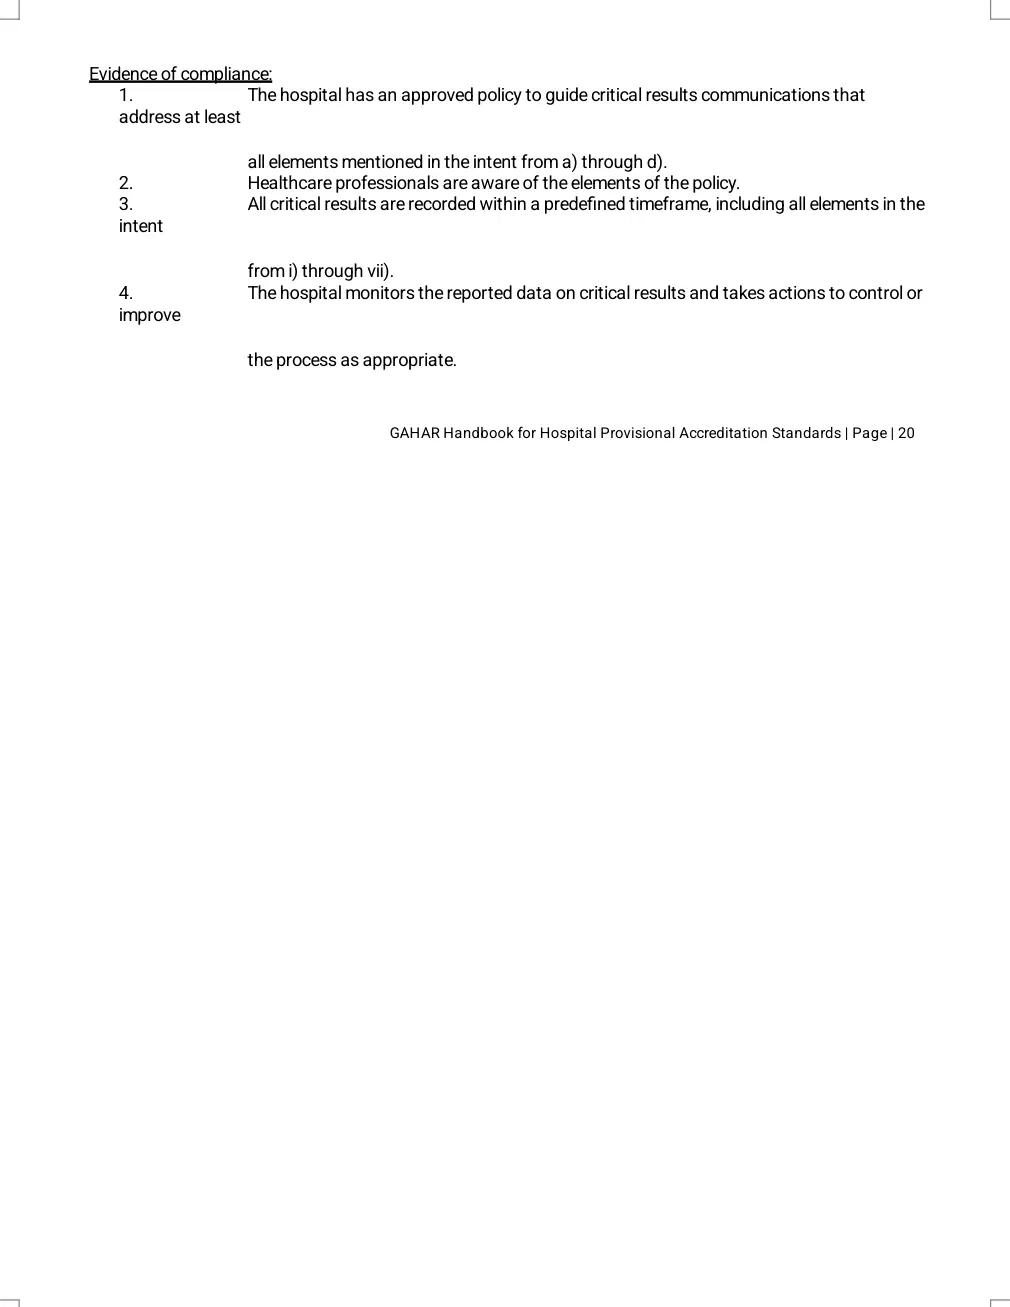 Evidence of compliance:
1. The hospital has an approved policy to guide critical results communications that
address at least
all elements mentioned in the intent from a) through d).
2. Healthcare professionals are aware of the elements of the policy.
3. All critical results are recorded within a predefined timeframe, including all elements in the
intent
from i) through vii).
4. The hospital monitors the reported data on critical results and takes actions to control or
improve
the process as appropriate.
GAHAR Handbook for Hospital Provisional Accreditation Standards | Page | 20